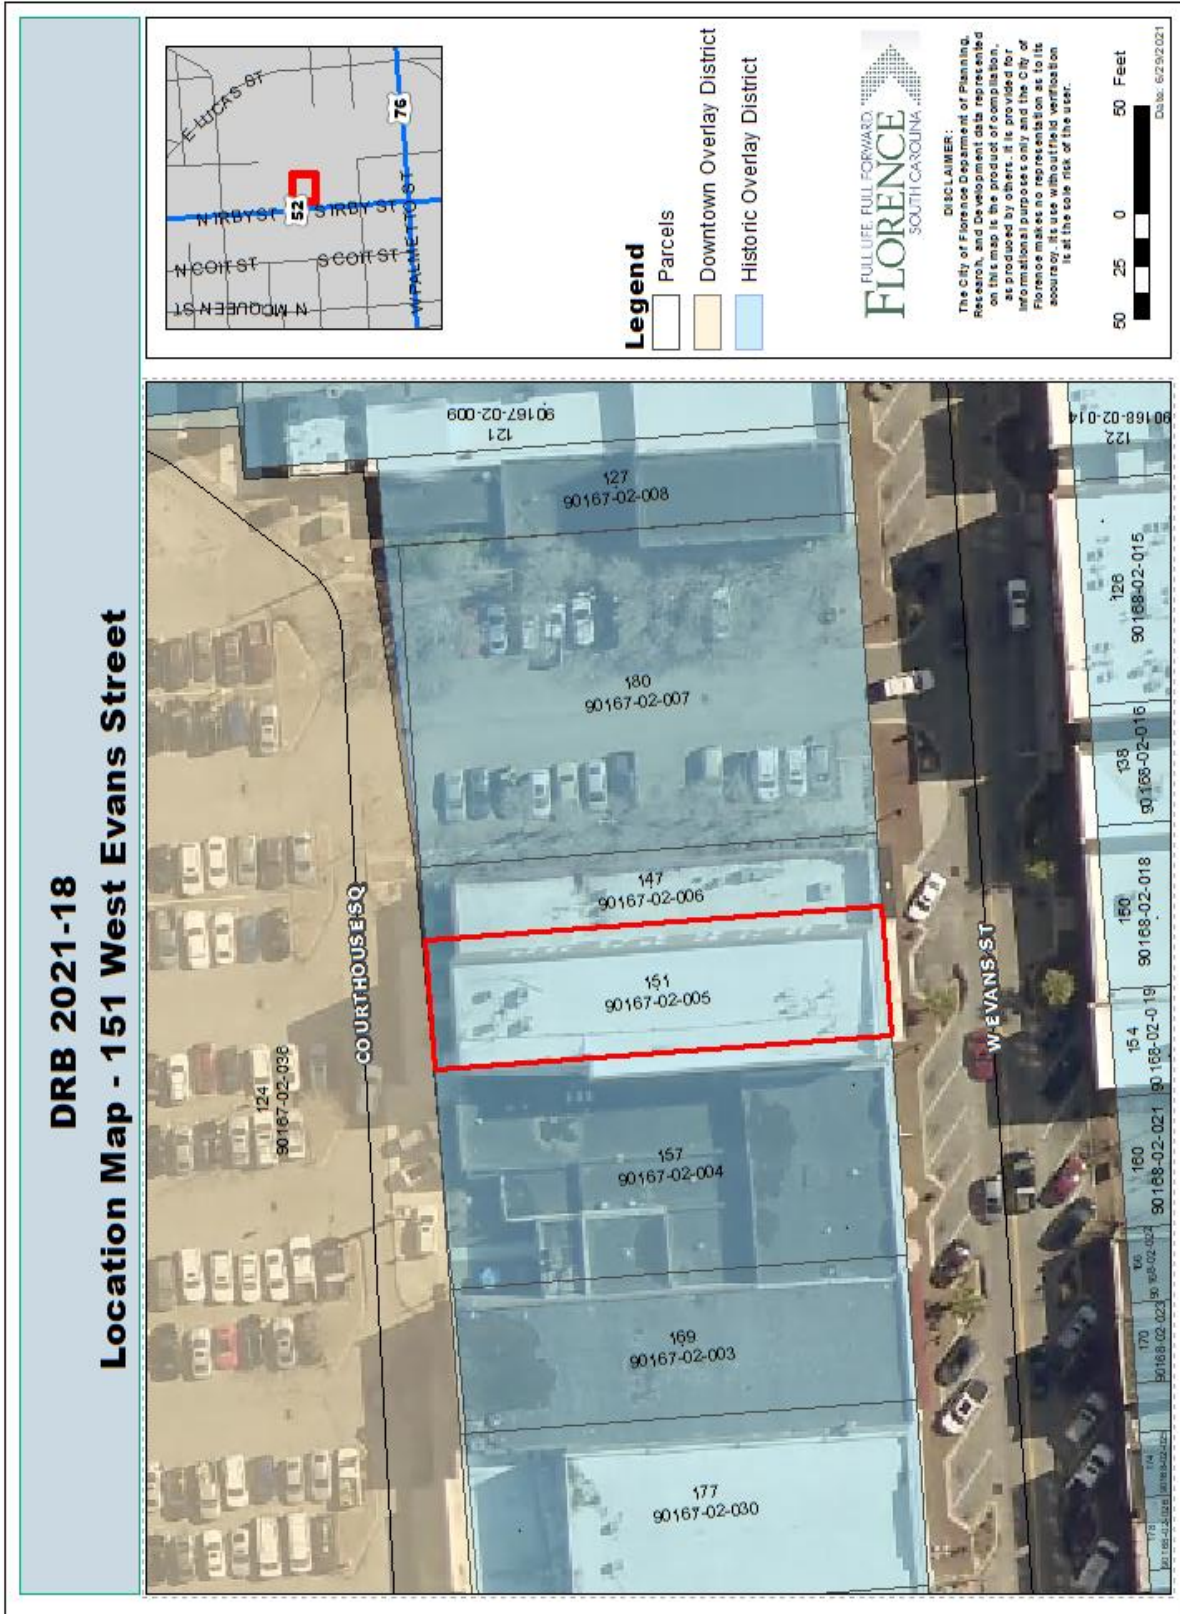 DRB 2021-18
Location Map - 151 West Evans Street
E LUCAS ST
N IRBY ST
52
S IRBY ST
76
N COIT ST
S COIT ST
N MCQUEEN ST
W PALMETTO ST
Legend
Parcels
Downtown Overlay District
Historic Overlay District
FULL LIFE. FULL FORWARD.
FLORENCE
SOUTH CAROLINA
DISCLAIMER:
The City of Florence Department of Planning,
Research, and Development data represented
on this map is the product of compilation,
as produced by others. It is provided for
informational purposes only and the City of
Florence makes no representation as to its
accuracy. Its use without field verification
is at the sole risk of the user.
50 25 0 50 Feet
Date: 6/29/2021
COURTHOUSE SQ
124
90167-02-036
121
90167-02-009
127
90167-02-008
180
90167-02-007
147
90167-02-006
151
90167-02-005
157
90167-02-004
169
90167-02-003
177
90167-02-030
W EVANS ST
122
90168-02-014
126
90168-02-015
138
90168-02-016
150
90168-02-018
154
90168-02-019
160
90168-02-021
166
90168-02-022
170
90168-02-023
174
178